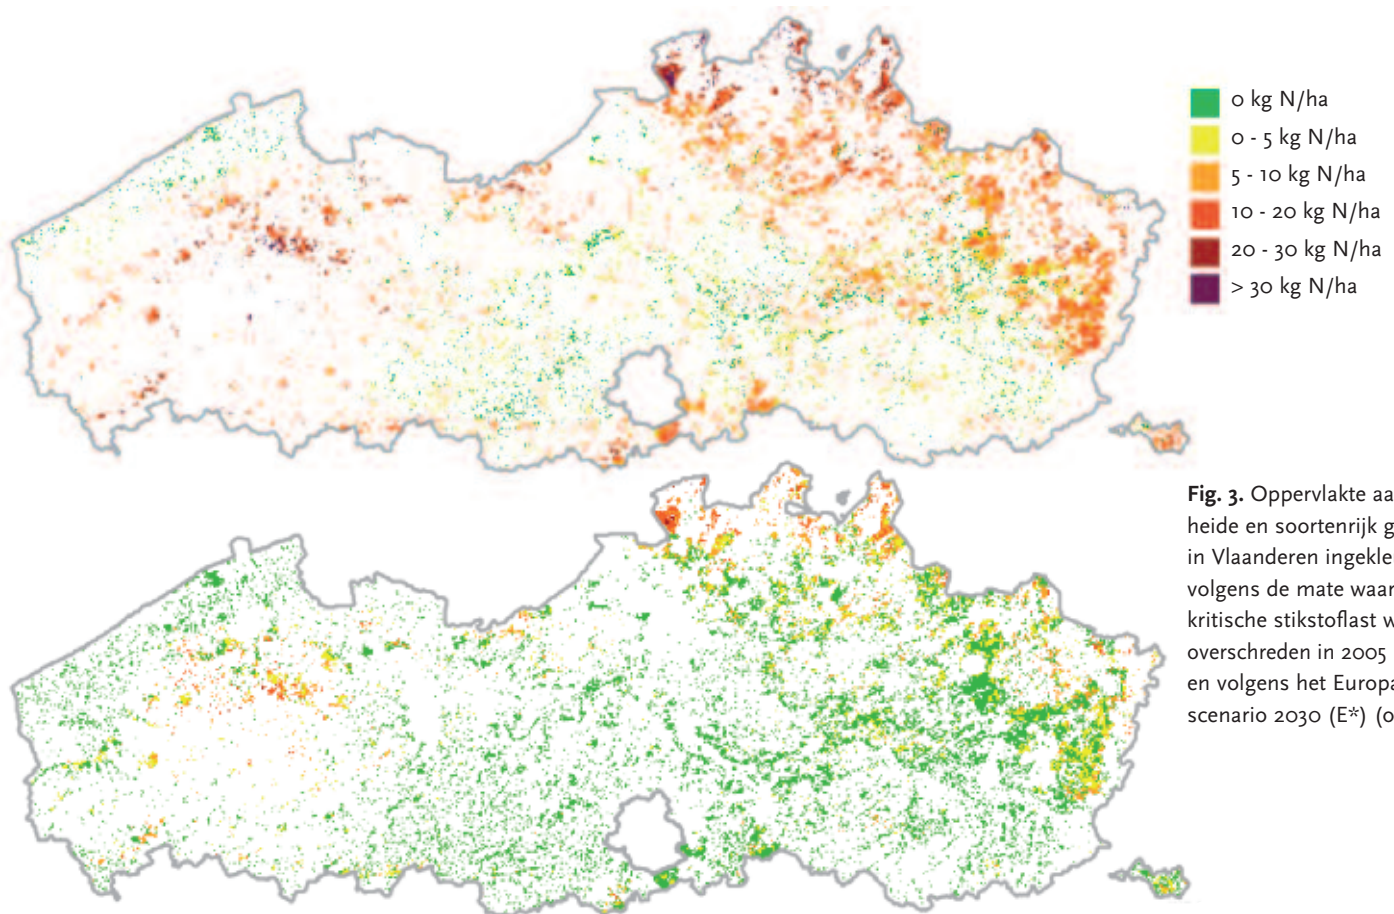 0 kg N/ha
0 - 5 kg N/ha
5 - 10 kg N/ha
10 - 20 kg N/ha
20 - 30 kg N/ha
> 30 kg N/ha
Fig. 3. Oppervlakte aa
heide en soortenrijk g
in Vlaanderen ingekle
volgens de mate waar
kritische stikstoflast w
overschreden in 2005
en volgens het Europa
scenario 2030 (E*) (o